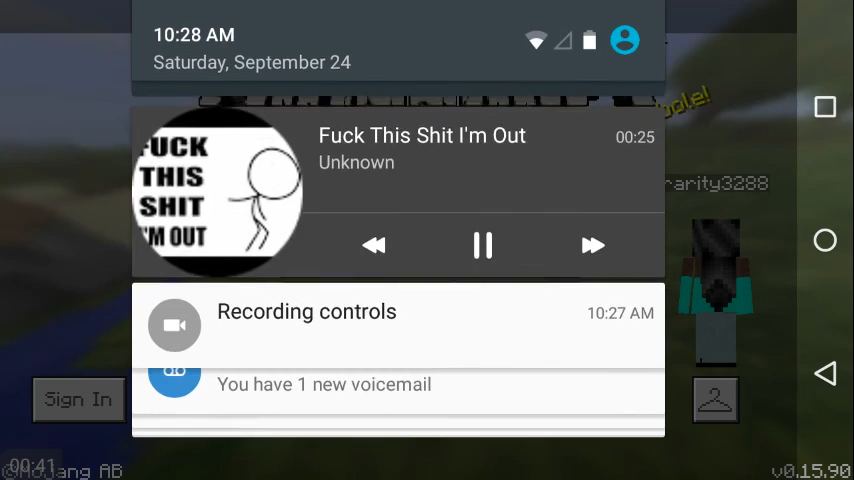 10:28 AM
Saturday, September 24
FUCK
THIS
SHIT
I'M OUT
Fuck This Shit I'm Out
00:25
Unknown
Recording controls
10:27 AM
You have 1 new voicemail
Sign In
00:41
©Mojang AB
v0.15.90